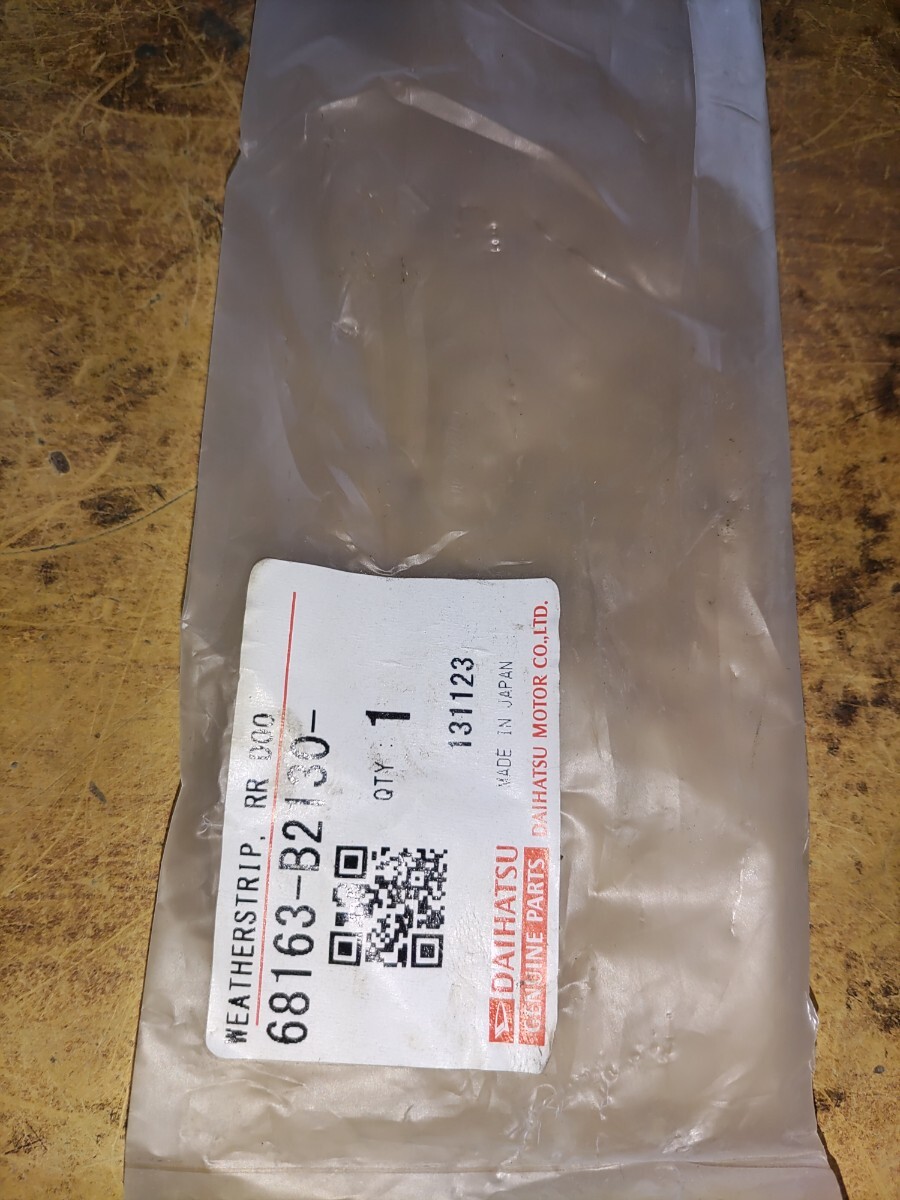 WEATHERSTRIP, RR DOO
68163-B2130-
QTY : 1
131123
MADE IN JAPAN
DAIHATSU
GENUINE PARTS
DAIHATSU MOTOR CO.,LTD.